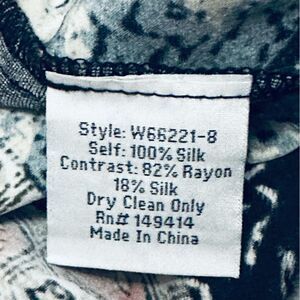 Style: W66221-8
Self: 100% Silk
Contrast: 82% Rayon
18% Silk
Dry Clean Only
Rn# 149414
Made In China